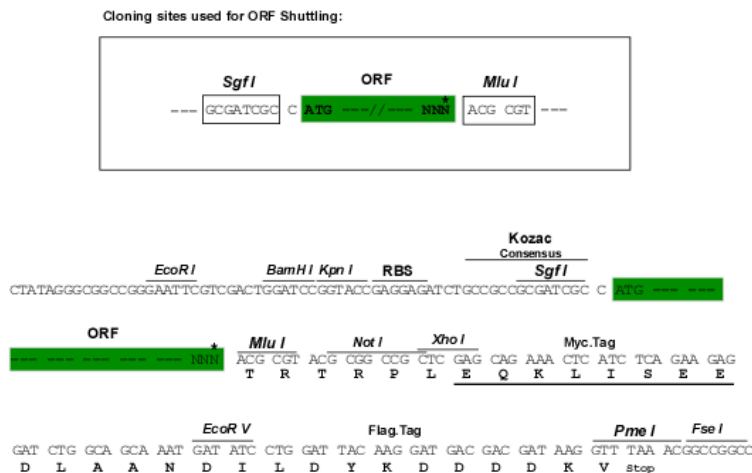 Cloning sites used for ORF Shuttling:
Sgf I ORF Mlu I
--- GCGATCGC C ATG ---//--- NNN* ACG CGT ---
Kozac
Consensus
EcoR I BamH I Kpn I RBS Sgf I
CTATAGGGCGGCCGGGAATTCGTCGACTGGATCCGGTACCGAGGAGATCTGCCGCCGCGATCGC C ATG --- ---
ORF Mlu I Not I Xho I Myc.Tag
--- --- --- --- --- NNN* ACG CGT ACG CGG CCG CTC GAG CAG AAA CTC ATC TCA GAA GAG
T R T R P L E Q K L I S E E
EcoR V Flag.Tag Pme I Fse I
GAT CTG GCA GCA AAT GAT ATC CTG GAT TAC AAG GAT GAC GAC GAT AAG GTT TAA ACGGCCGGCC
D L A A N D I L D Y K D D D D K V Stop